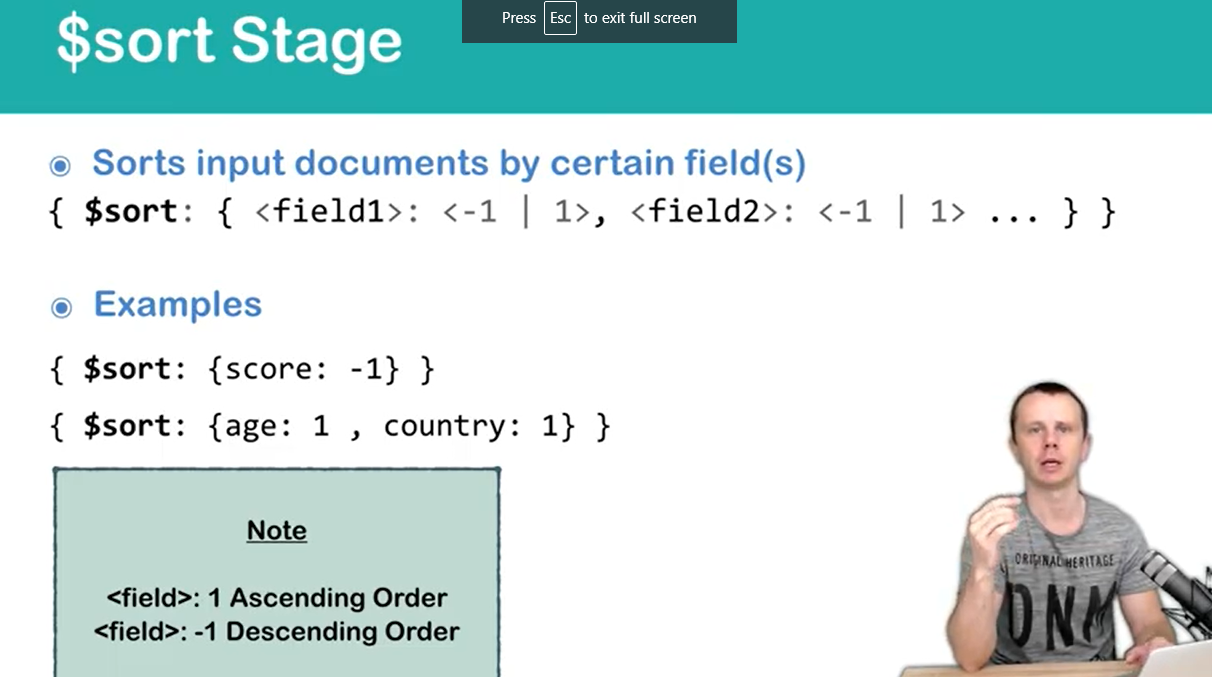 Press Esc to exit full screen
$sort Stage
Sorts input documents by certain field(s)
{ $sort: { <field1>: <-1 | 1>, <field2>: <-1 | 1> ... } }
Examples
{ $sort: {score: -1} }
{ $sort: {age: 1 , country: 1} }
Note
<field>: 1 Ascending Order
<field>: -1 Descending Order
ORIGINAL HERITAGE
DNA